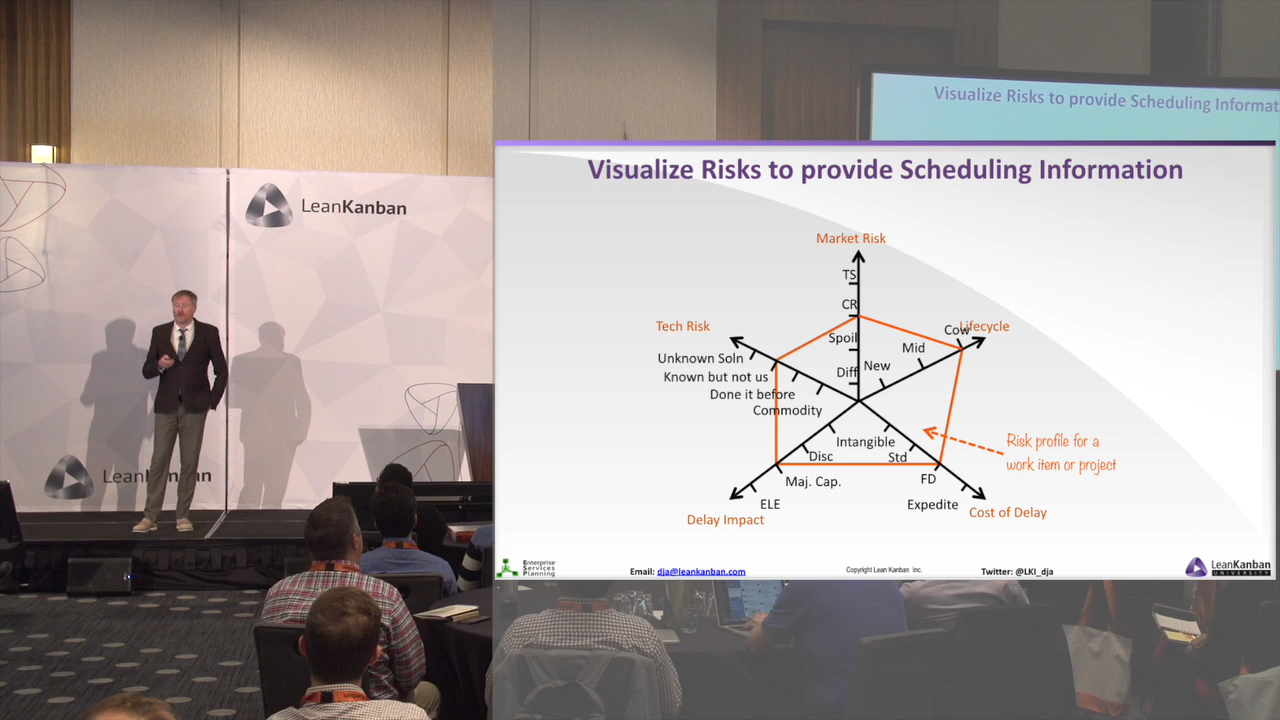 Visualize Risks to provide Scheduling Informat
LeanKanban
LeanKanban
Visualize Risks to provide Scheduling Information
Market Risk
TS
CR
Spoil
Diff
Tech Risk
Unknown Soln
Known but not us
Done it before
Commodity
Lifecycle
Cow
Mid
New
Intangible
Std
FD
Expedite
Cost of Delay
Disc
Maj. Cap.
ELE
Delay Impact
Risk profile for a
work item or project
Enterprise
Services
Planning
Email: dja@leankanban.com
Copyright Lean Kanban Inc.
Twitter: @LKI_dja
LeanKanban
UNIVERSITY